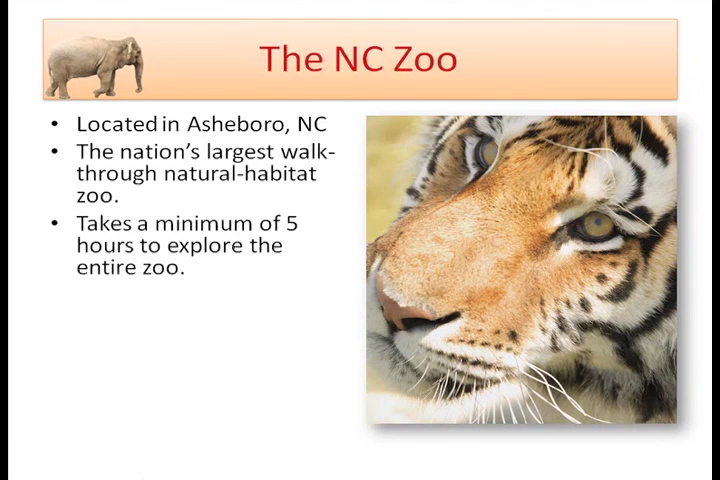 The NC Zoo
• Located in Asheboro, NC
• The nation's largest walk-
through natural-habitat
zoo.
• Takes a minimum of 5
hours to explore the
entire zoo.